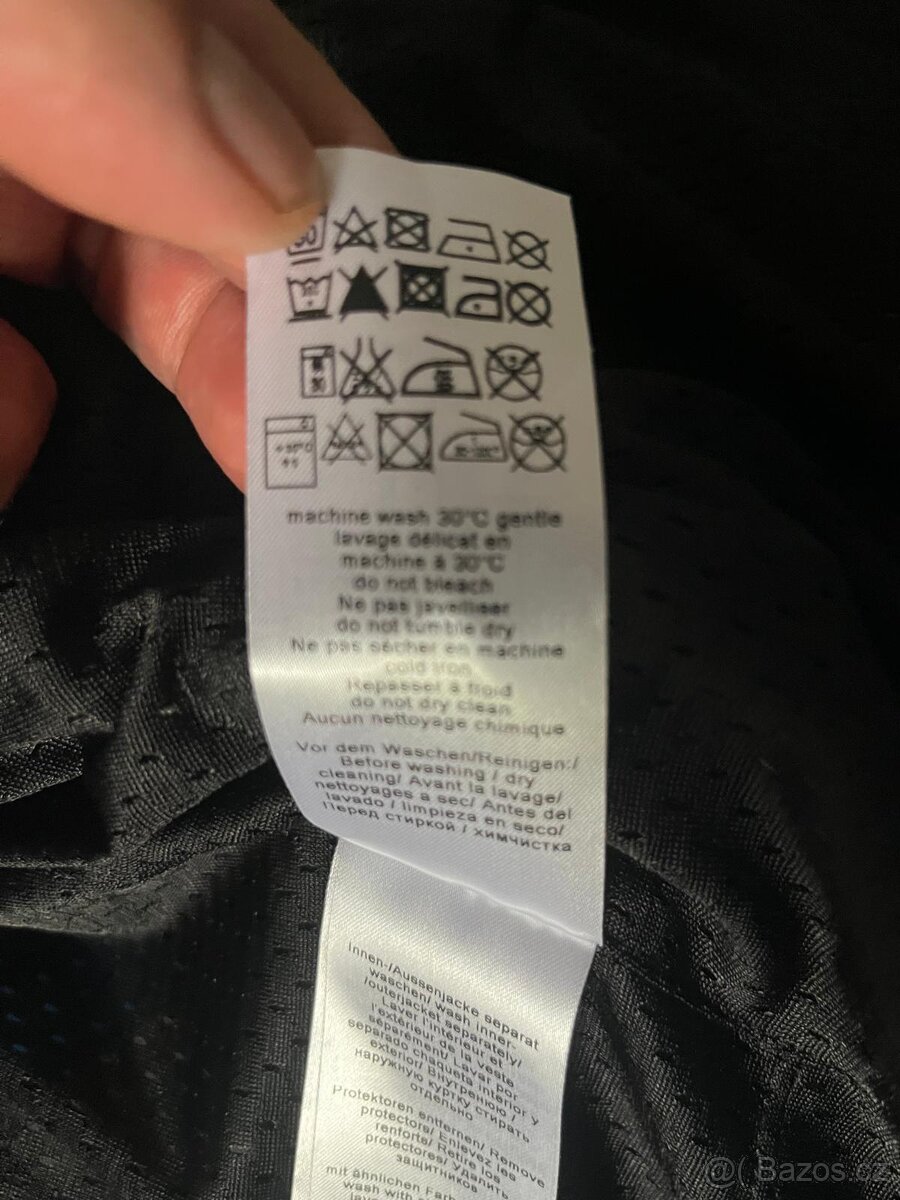 30
machine wash 30°C gentle
lavage délicat en
machine à 30°C
do not bleach
Ne pas javelliser
do not tumble dry
Ne pas sécher en machine
cold iron
Repasser à froid
do not dry clean
Aucun nettoyage chimique
Vor dem Waschen/Reinigen:/
Before washing / dry
cleaning/ Avant la lavage/
nettoyages a sec/ Antes del
lavado / limpieza en seco/
Перед стиркой / химчистка
Innen-/Aussenjacke separat
waschen/ wash inner-
/outerjacket separately/
Laver l'intérieur et
l'extérieur de la veste
séparément/ Lavar por
separado chaqueta interior y
exterior/ Внутреннюю /
наружную куртку стирать
отдельно
Protektoren entfernen/ Remove
protectors/ Enlevez les
renforts/ Retire los
protectores/ удалить
защитников
mit ähnlichen Farb
wash with s
@( Bazos.cz